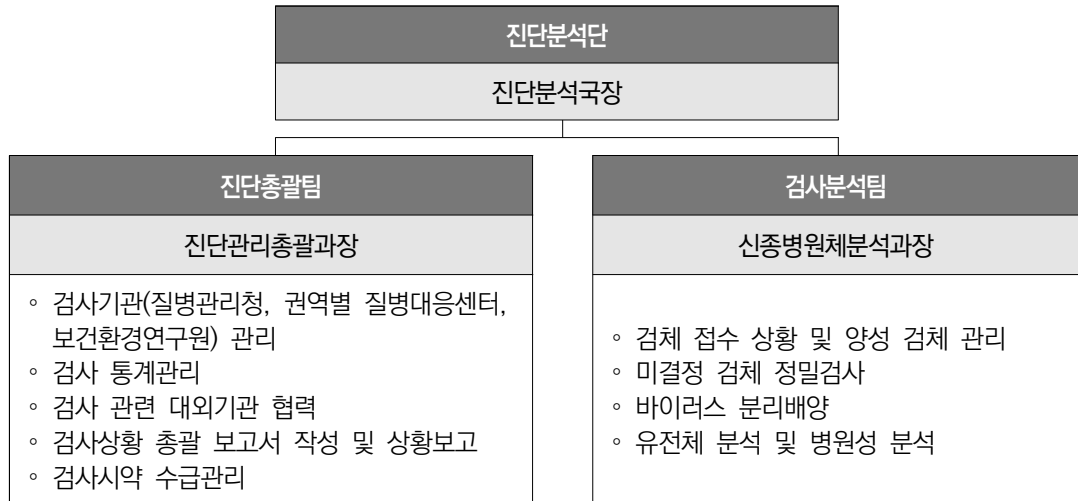 진단분석단
진단분석국장
진단총괄팀
진단관리총괄과장
◦ 검사기관(질병관리청, 권역별 질병대응센터,
보건환경연구원) 관리
◦ 검사 통계관리
◦ 검사 관련 대외기관 협력
◦ 검사상황 총괄 보고서 작성 및 상황보고
◦ 검사시약 수급관리
검사분석팀
신종병원체분석과장
◦ 검체 접수 상황 및 양성 검체 관리
◦ 미결정 검체 정밀검사
◦ 바이러스 분리배양
◦ 유전체 분석 및 병원성 분석